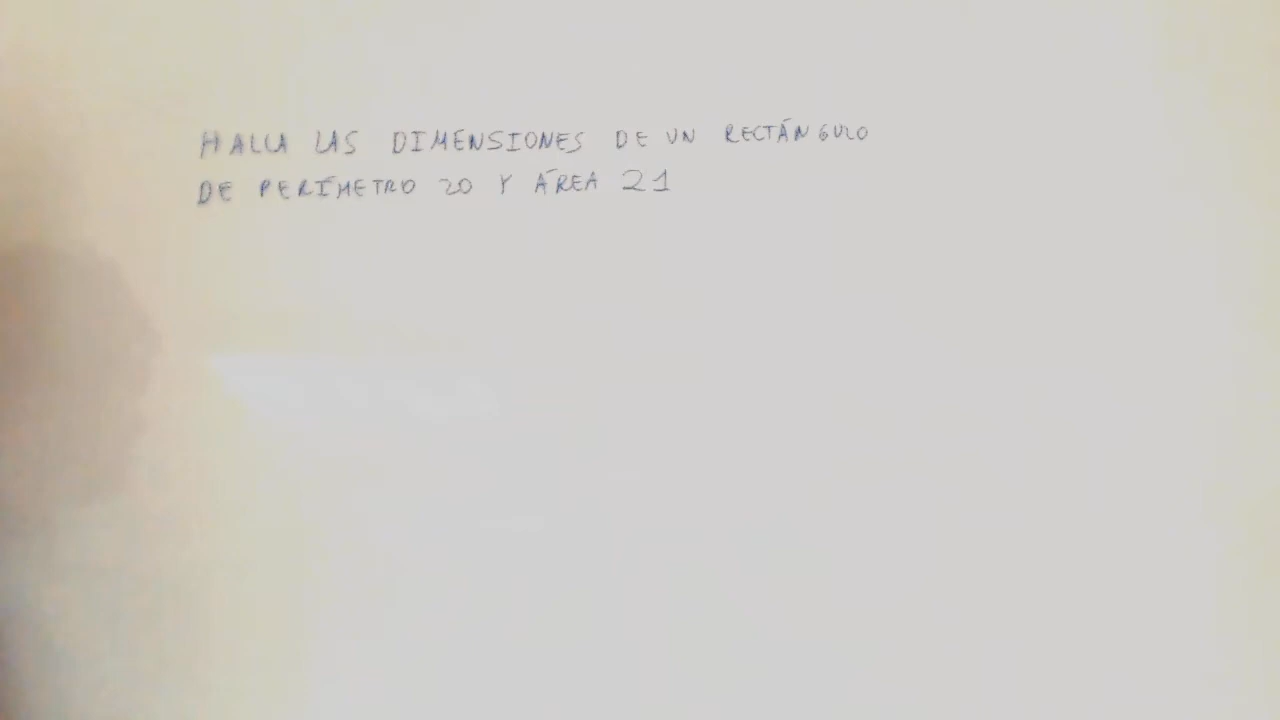 HALLA LAS DIMENSIONES DE UN RECTÁNGULO
DE PERÍMETRO 20 Y ÁREA 21